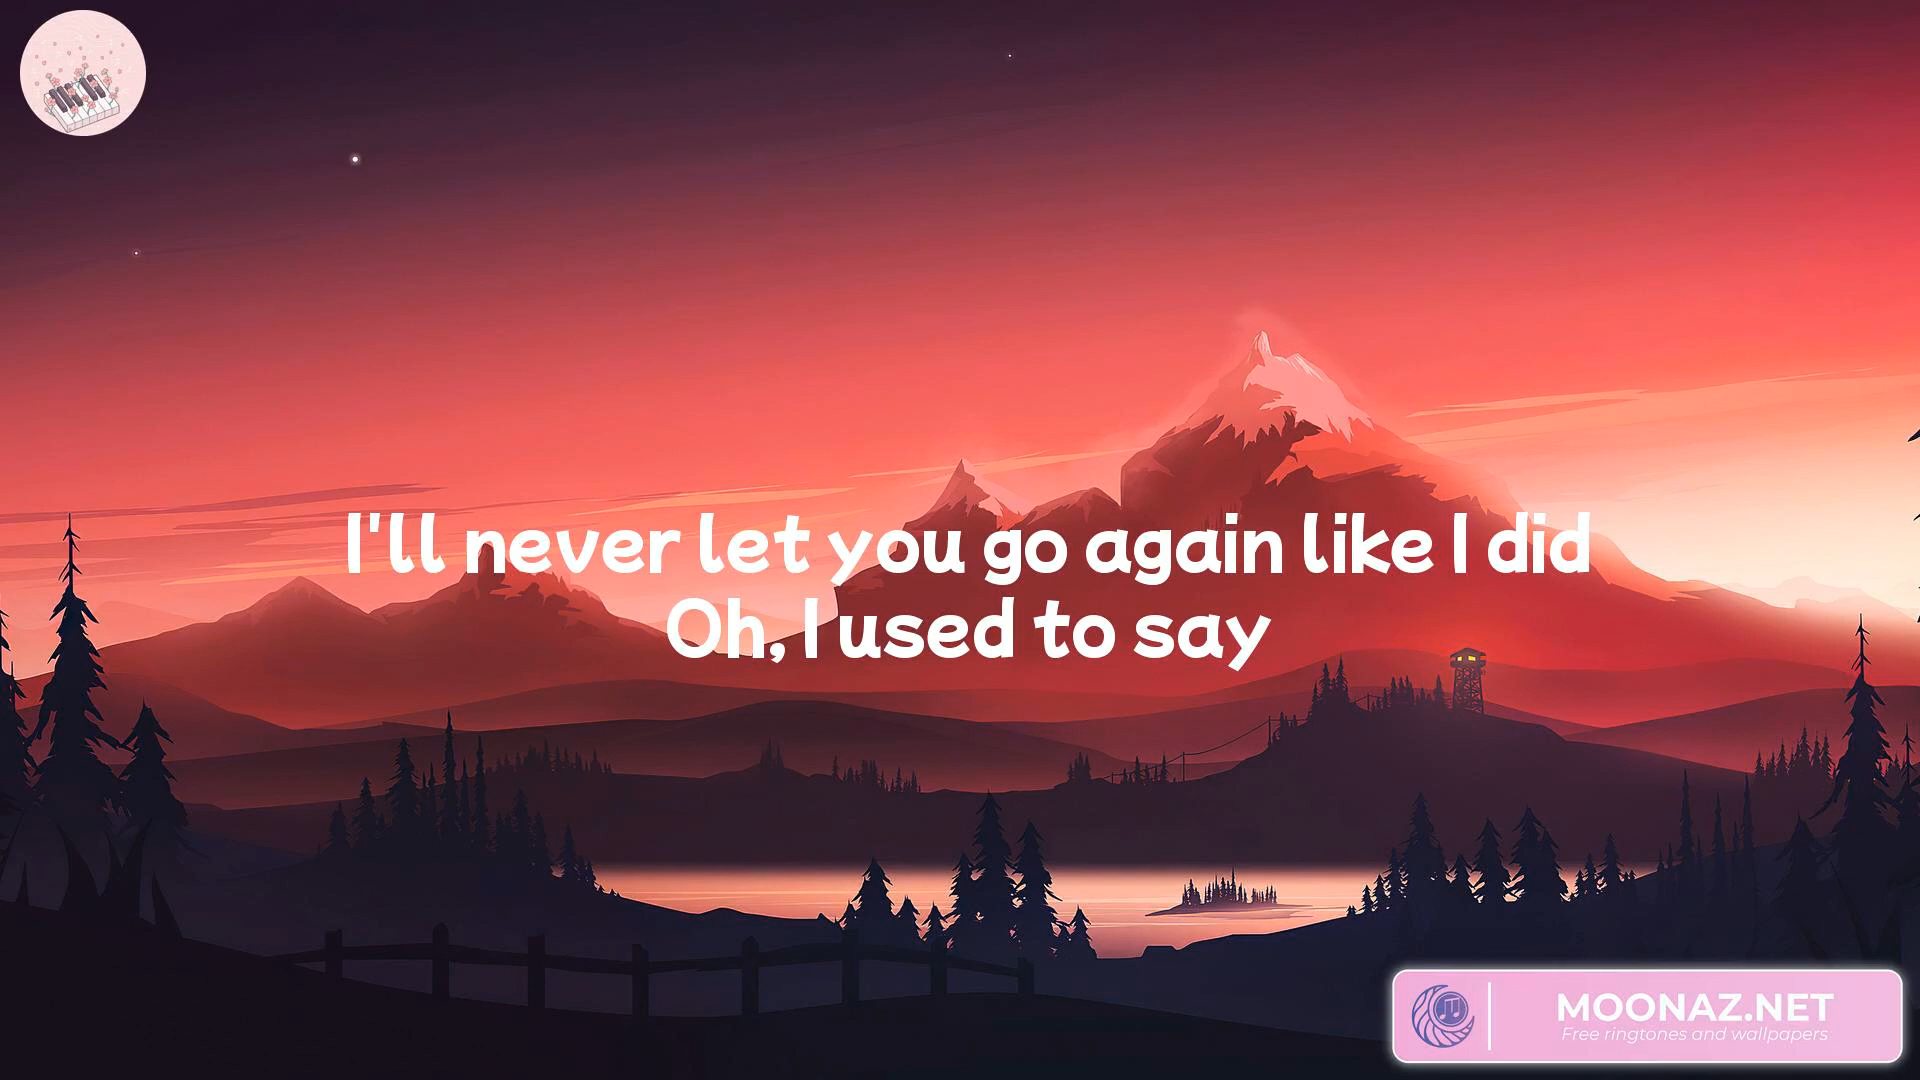 I'll never let you go again like I did
Oh, I used to say
MOONAZ.NET
Free ringtones and wallpapers